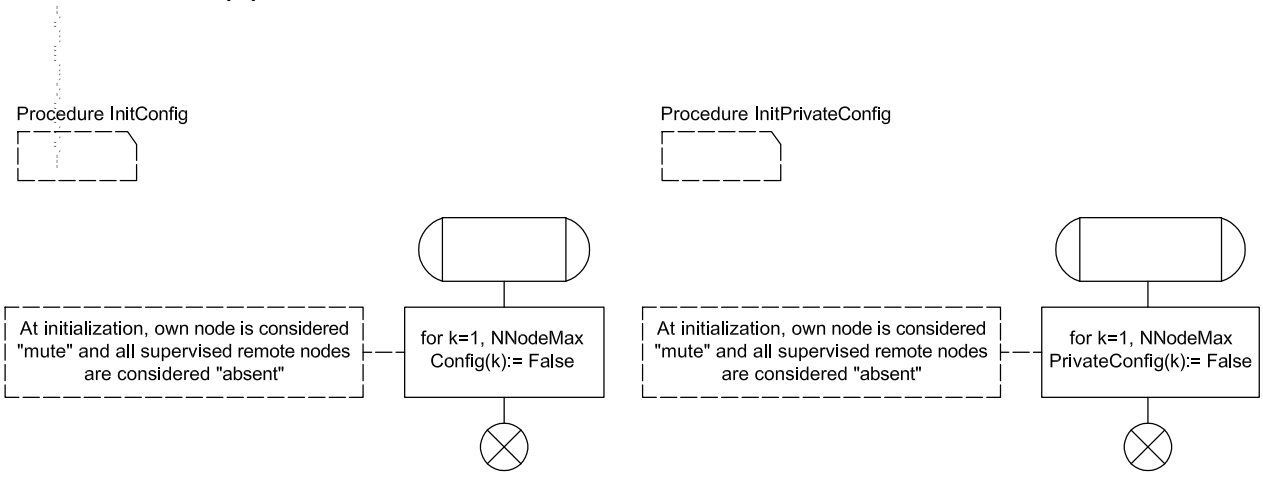 Procedure InitConfig
Procedure InitPrivateConfig
At initialization, own node is considered
"mute" and all supervised remote nodes
are considered "absent"
for k=1, NNodeMax
Config(k):= False
At initialization, own node is considered
"mute" and all supervised remote nodes
are considered "absent"
for k=1, NNodeMax
PrivateConfig(k):= False